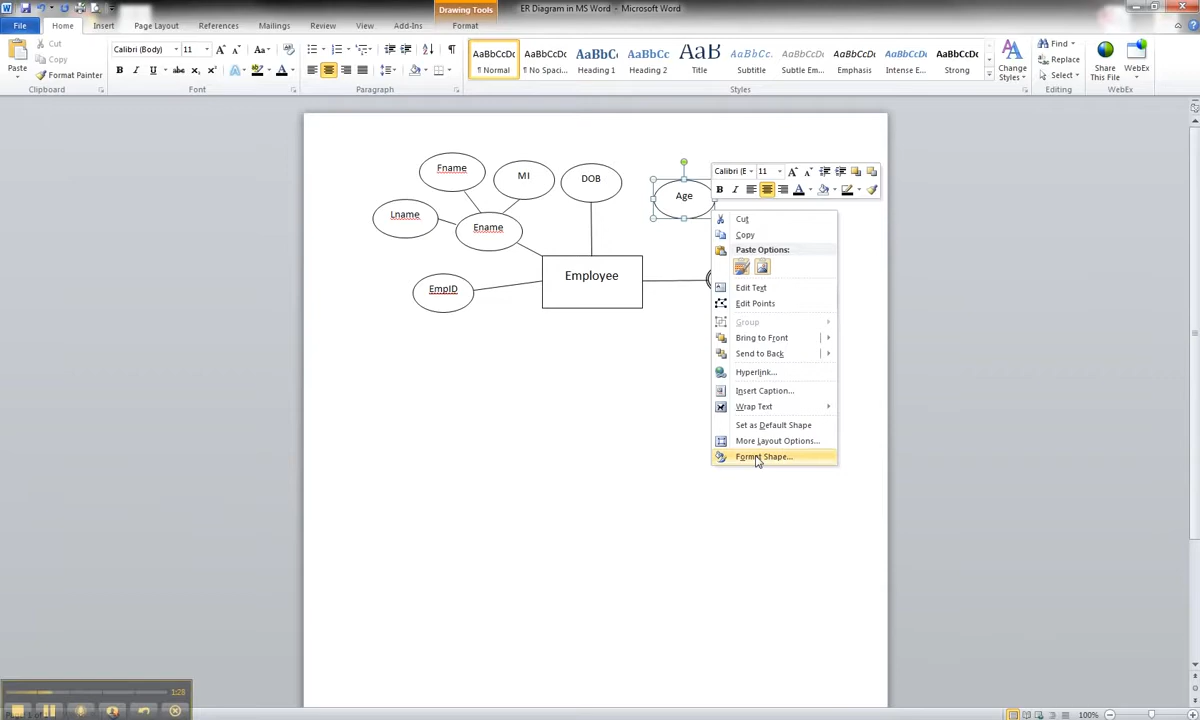 Drawing Tools
ER Diagram in MS Word - Microsoft Word
File
Home
Insert
Page Layout
References
Mailings
Review
View
Add-Ins
Format
Paste
Cut
Copy
Format Painter
Clipboard
Calibri (Body)
11
Font
Paragraph
AaBbCcDc
¶ Normal
AaBbCcDc
¶ No Spaci...
AaBbC
Heading 1
AaBbCc
Heading 2
AaB
Title
AaBbCc.
Subtitle
AaBbCcDc
Subtle Em...
AaBbCcDc
Emphasis
AaBbCcDc
Intense E...
AaBbCcDc
Strong
Styles
Change Styles
Find
Replace
Select
Editing
Share This File
WebEx
WebEx
Fname
MI
DOB
Age
Lname
Ename
EmpID
Employee
Calibri (E
11
Cut
Copy
Paste Options:
Edit Text
Edit Points
Group
Bring to Front
Send to Back
Hyperlink...
Insert Caption...
Wrap Text
Set as Default Shape
More Layout Options...
Format Shape...
1:28
100%